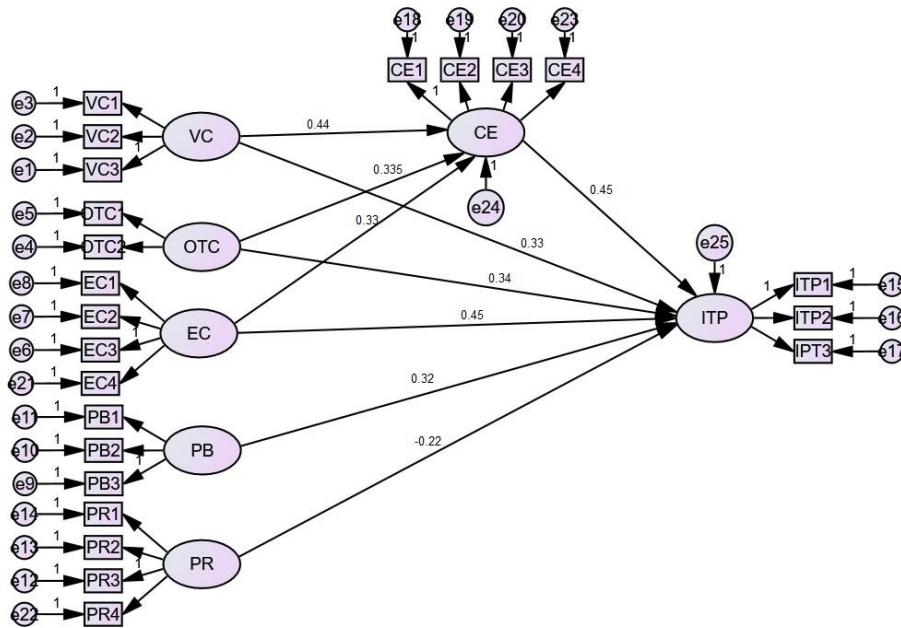 e18
e19
e20
e23
1
1
1
1
CE1
CE2
CE3
CE4
1
e3
1
VC1
e2
1
VC2
e1
1
VC3
1
VC
0.44
CE
0.335
1
e24
0.45
e5
1
OTC1
e4
1
OTC2
OTC
0.33
0.33
0.34
e25
1
e8
1
EC1
e7
1
EC2
e6
1
EC3
1
e21
1
EC4
EC
0.45
ITP
1
ITP1
1
e15
ITP2
1
e16
IPT3
1
e17
e11
1
PB1
e10
1
PB2
e9
1
PB3
1
PB
0.32
-0.22
e14
1
PR1
e13
1
PR2
e12
1
PR3
1
e22
1
PR4
PR